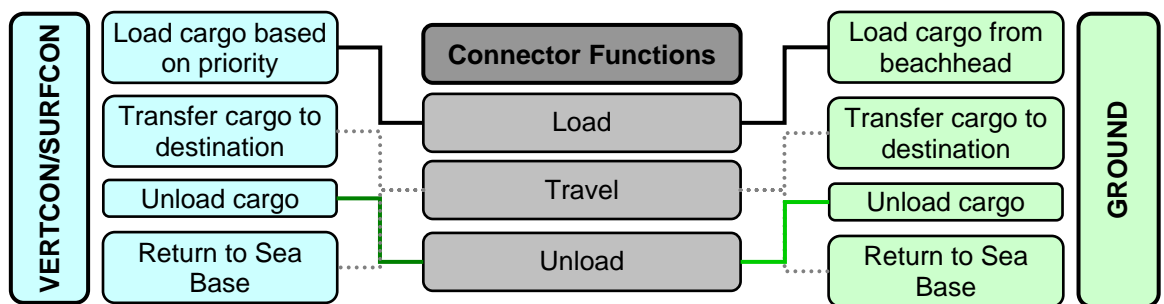 VERTCON/SURFCON
Load cargo based
on priority
Transfer cargo to
destination
Unload cargo
Return to Sea
Base
Connector Functions
Load
Travel
Unload
Load cargo from
beachhead
Transfer cargo to
destination
Unload cargo
Return to Sea
Base
GROUND